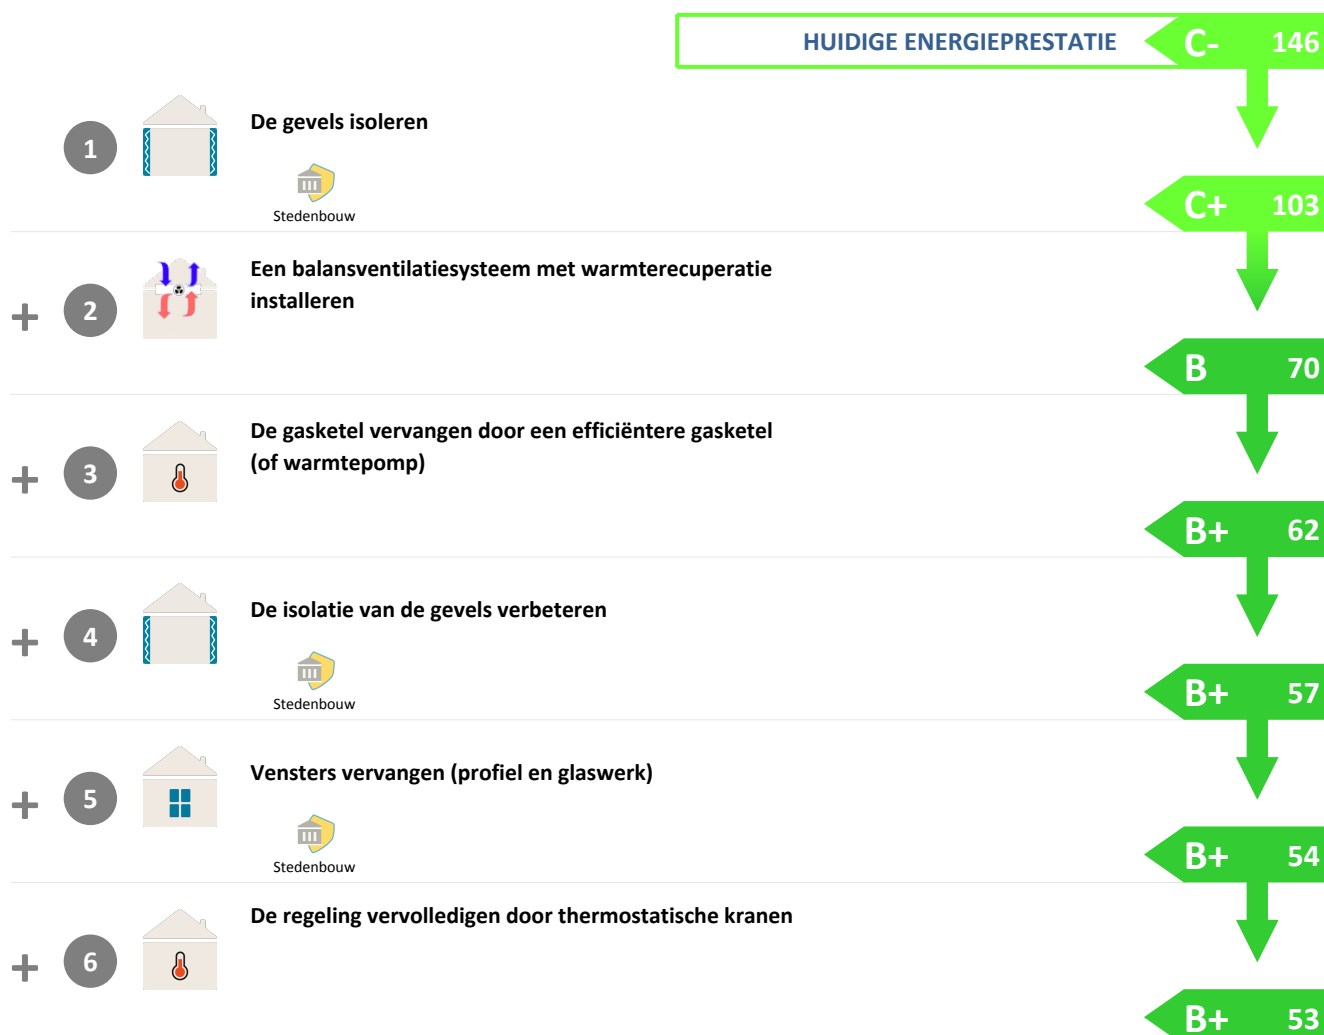 HUIDIGE ENERGIEPRESTATIE C- 146
1 De gevels isoleren
Stedenbouw
C+ 103
+ 2 Een balansventilatiesysteem met warmterecuperatie
installeren
B 70
+ 3 De gasketel vervangen door een efficiëntere gasketel
(of warmtepomp)
B+ 62
+ 4 De isolatie van de gevels verbeteren
Stedenbouw
B+ 57
+ 5 Vensters vervangen (profiel en glaswerk)
Stedenbouw
B+ 54
+ 6 De regeling vervolledigen door thermostatische kranen
B+ 53